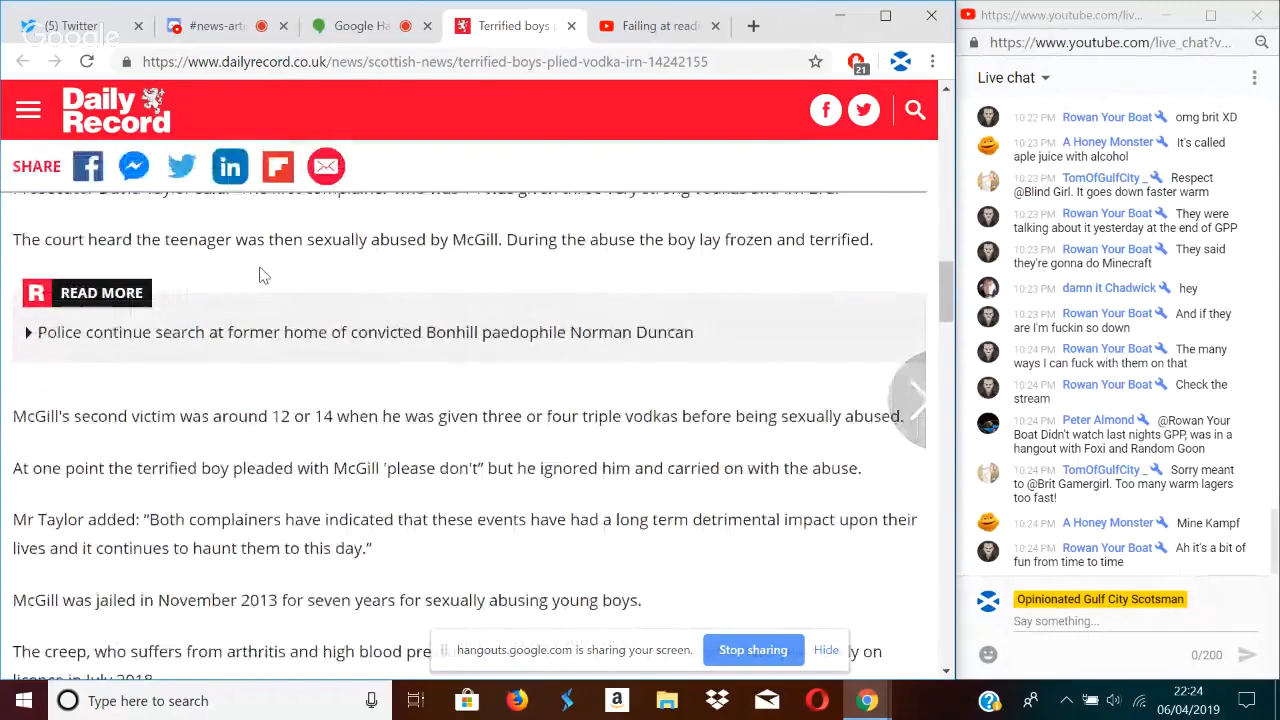 (5) Twitter
#news-arte
Google Ha
Terrified boys
Failing at readi
Google
https://www.youtube.com/liv...
https://www.dailyrecord.co.uk/news/scottish-news/terrified-boys-plied-vodka-irn-14242155
21
https://www.youtube.com/live_chat?v...
Daily
Record
SHARE
The court heard the teenager was then sexually abused by McGill. During the abuse the boy lay frozen and terrified.
R READ MORE
Police continue search at former home of convicted Bonhill paedophile Norman Duncan
McGill's second victim was around 12 or 14 when he was given three or four triple vodkas before being sexually abused.
At one point the terrified boy pleaded with McGill 'please don't” but he ignored him and carried on with the abuse.
Mr Taylor added: “Both complainers have indicated that these events have had a long term detrimental impact upon their
lives and it continues to haunt them to this day.”
McGill was jailed in November 2013 for seven years for sexually abusing young boys.
The creep, who suffers from arthritis and high blood pre
ly on
licence in July 2018
hangouts.google.com is sharing your screen.
Stop sharing
Hide
Live chat
10:22 PM Rowan Your Boat omg brit XD
10:23 PM A Honey Monster It's called
aple juice with alcohol
10:23 PM TomOfGulfCity_ Respect
@Blind Girl. It goes down faster
warm
10:23 PM Rowan Your Boat They were
talking about it yesterday at the end of GPP
10:23 PM Rowan Your Boat They said
they're gonna do Minecraft
10:23 PM damn it Chadwick hey
10:23 PM Rowan Your Boat And if they
are I'm fuckin so down
10:24 PM Rowan Your Boat The many
ways I can fuck with them on that
10:24 PM Rowan Your Boat Check the
stream
10:24 PM Peter Almond @Rowan Your
Boat Didn't watch last nights GPP, was in a
hangout with Foxi and Random Goon
10:24 PM TomOfGulfCity_ Sorry meant
to @Brit Gamergirl. Too many warm lagers
too fast!
10:24 PM A Honey Monster Mine Kampf
10:24 PM Rowan Your Boat Ah it's a bit of
fun from time to time
Opinionated Gulf City Scotsman
Say something...
0/200
Type here to search
22:24
06/04/2019